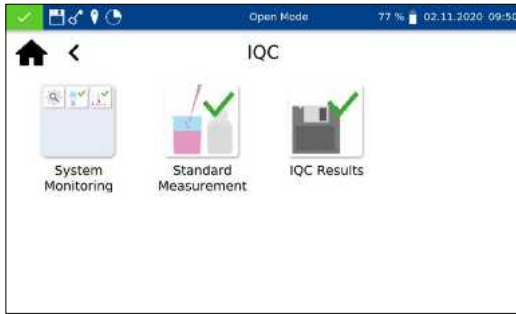 Open Mode 77 % 02.11.2020 09:50
IQC
System
Monitoring
Standard
Measurement
IQC Results